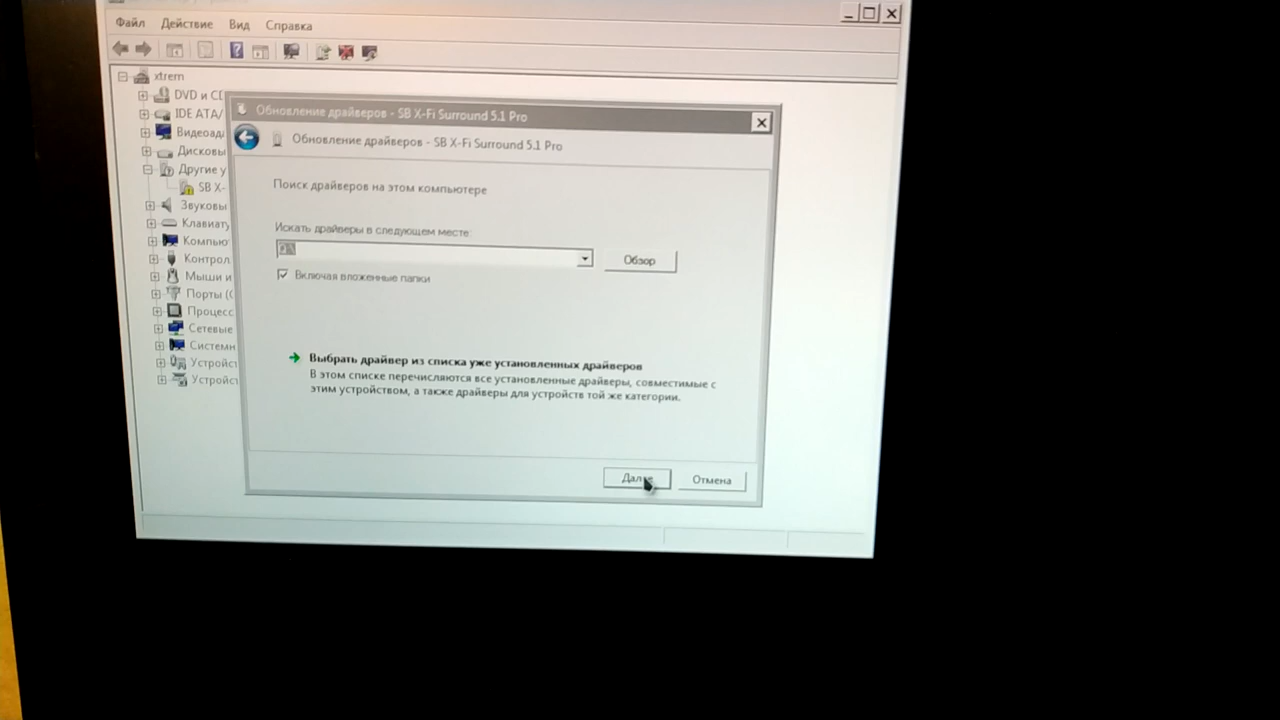 Файл Действие Вид Справка
xtrem
DVD и CD
IDE ATA/
Видеоада
Дисковы
Другие у
SB X-
Звуковы
Клавиату
Компью
Контрол
Мыши и
Порты (С
Процесс
Сетевые
Системн
Устройст
Устройст
Обновление драйверов - SB X-Fi Surround 5.1 Pro
Обновление драйверов - SB X-Fi Surround 5.1 Pro
Поиск драйверов на этом компьютере
Искать драйверы в следующем месте:
Обзор
Включая вложенные папки
Выбрать драйвер из списка уже установленных драйверов
В этом списке перечисляются все установленные драйверы, совместимые с
этим устройством, а также драйверы для устройств той же категории.
Далее
Отмена